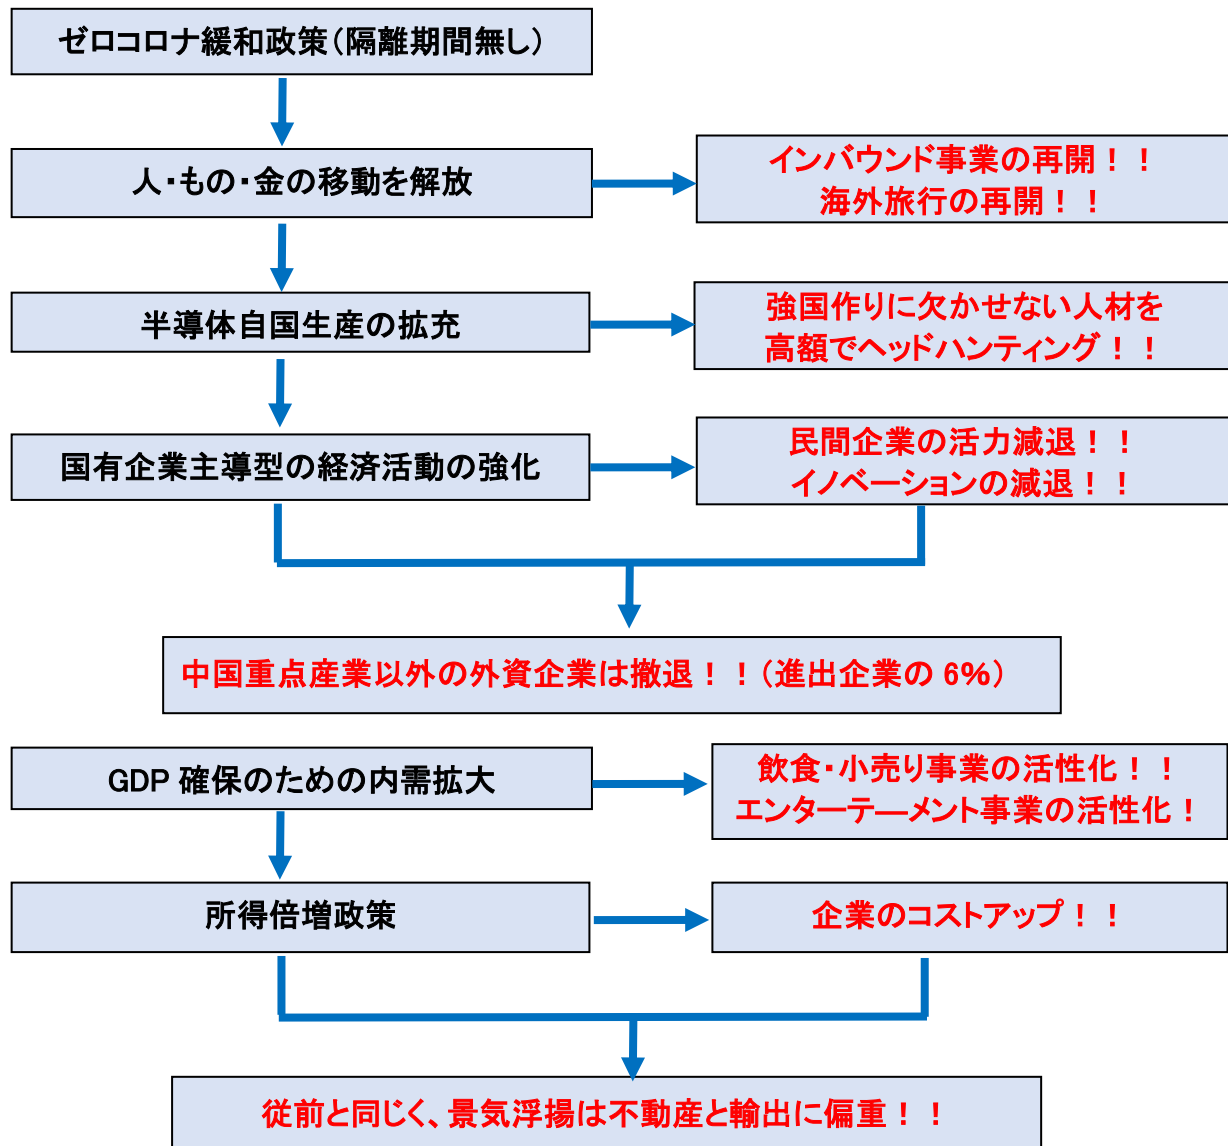 ゼロコロナ緩和政策（隔離期間無し）
人・もの・金の移動を解放
インバウンド事業の再開！！
海外旅行の再開！！
半導体自国生産の拡充
強国作りに欠かせない人材を
高額でヘッドハンティング！！
国有企業主導型の経済活動の強化
民間企業の活力減退！！
イノベーションの減退！！
中国重点産業以外の外資企業は撤退！！（進出企業の 6%）
GDP 確保のための内需拡大
飲食・小売り事業の活性化！！
エンターテ―メント事業の活性化！
所得倍増政策
企業のコストアップ！！
従前と同じく、景気浮揚は不動産と輸出に偏重！！